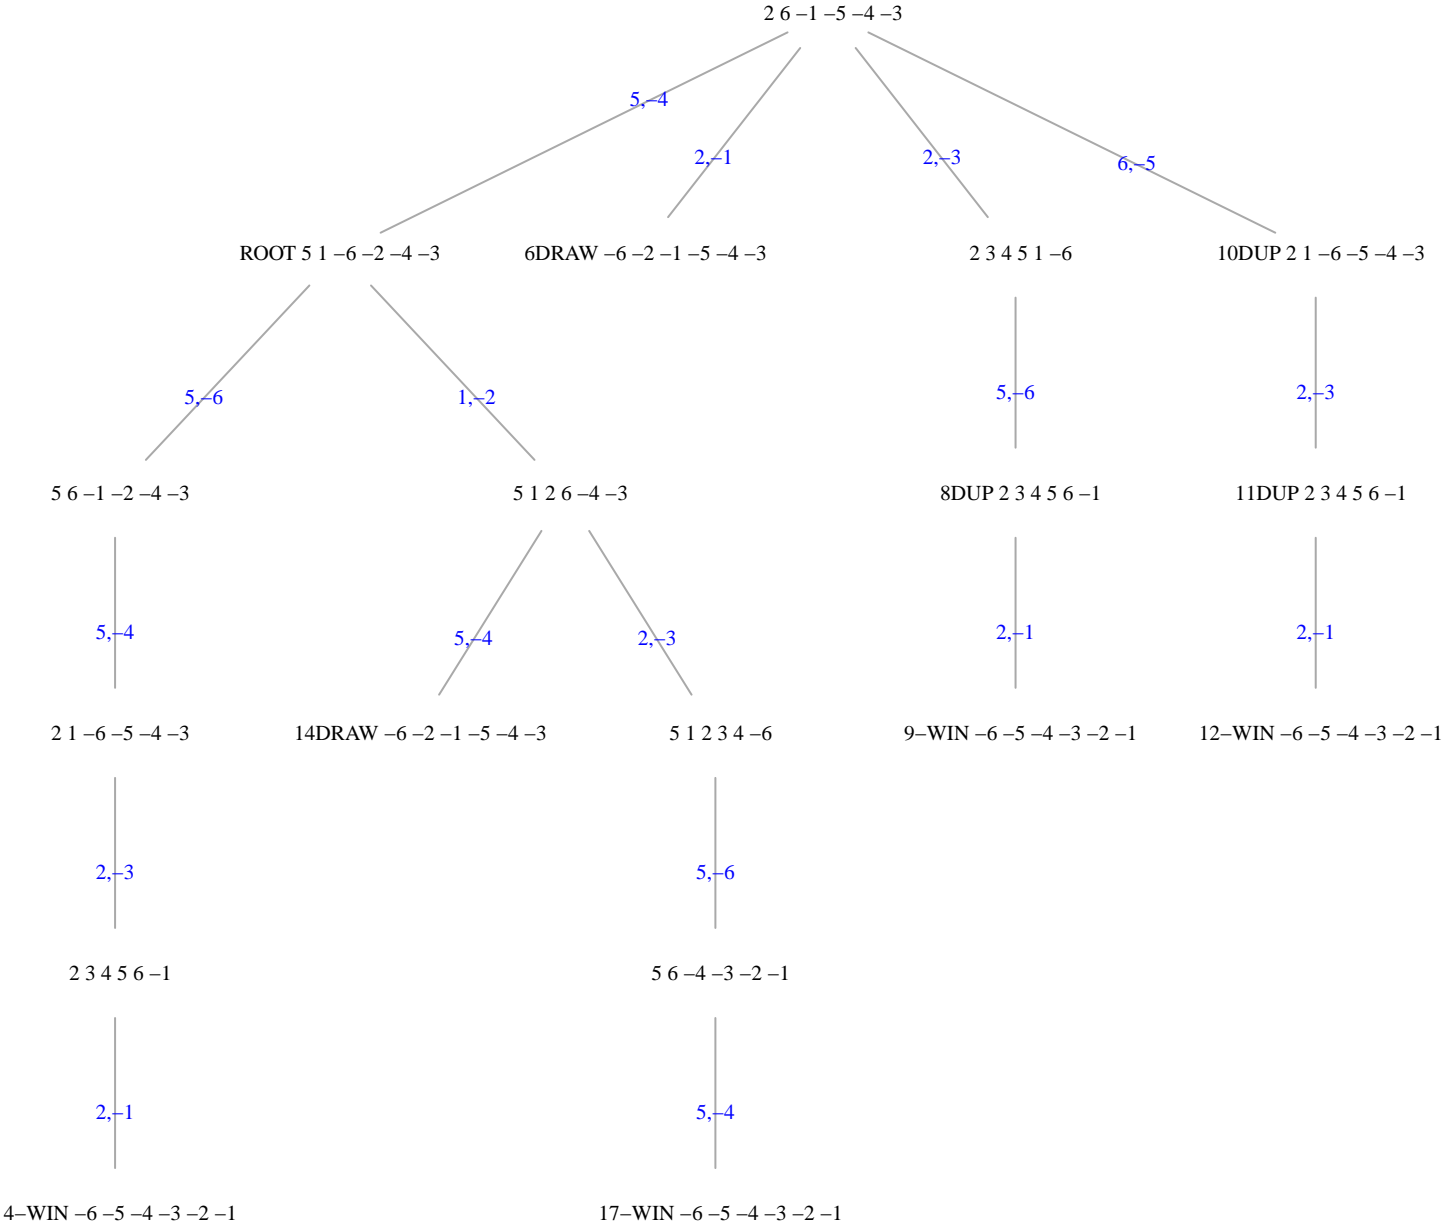 2 6 –1 –5 –4 –3
5,–4
2,–1
2,–3
6,–5
ROOT 5 1 –6 –2 –4 –3
6DRAW –6 –2 –1 –5 –4 –3
2 3 4 5 1 –6
10DUP 2 1 –6 –5 –4 –3
5,–6
1,–2
5,–6
2,–3
5 6 –1 –2 –4 –3
5 1 2 6 –4 –3
8DUP 2 3 4 5 6 –1
11DUP 2 3 4 5 6 –1
5,–4
5,–4
2,–3
2,–1
2,–1
2 1 –6 –5 –4 –3
14DRAW –6 –2 –1 –5 –4 –3
5 1 2 3 4 –6
9–WIN –6 –5 –4 –3 –2 –1
12–WIN –6 –5 –4 –3 –2 –1
2,–3
5,–6
2 3 4 5 6 –1
5 6 –4 –3 –2 –1
2,–1
5,–4
4–WIN –6 –5 –4 –3 –2 –1
17–WIN –6 –5 –4 –3 –2 –1